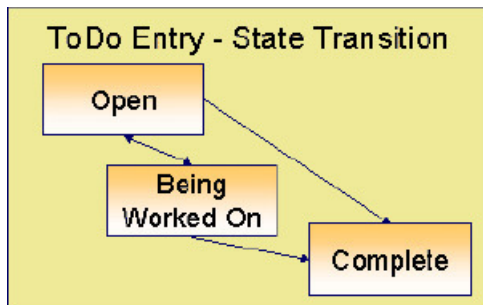 ToDo Entry - State Transition
Open
Being
Worked On
Complete